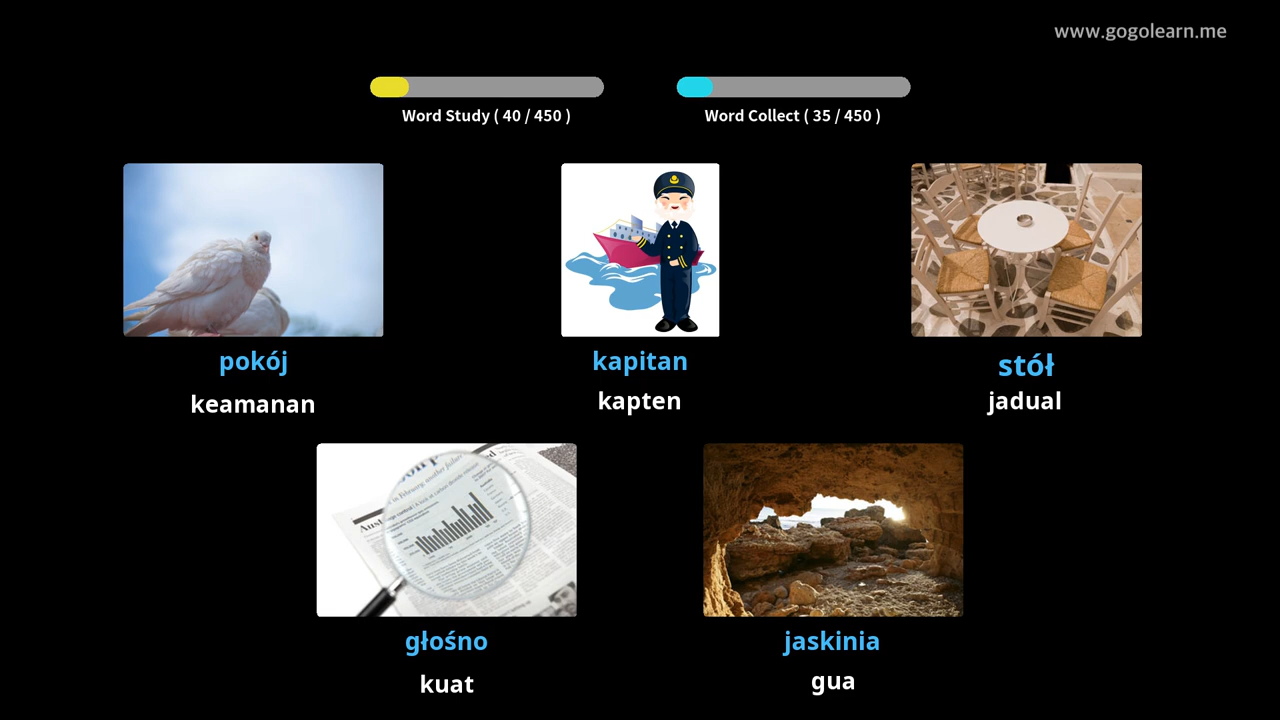 www.gogolearn.me
Word Study ( 40 / 450 )
Word Collect ( 35 / 450 )
pokój
keamanan
kapitan
kapten
stół
jadual
głośno
kuat
jaskinia
gua